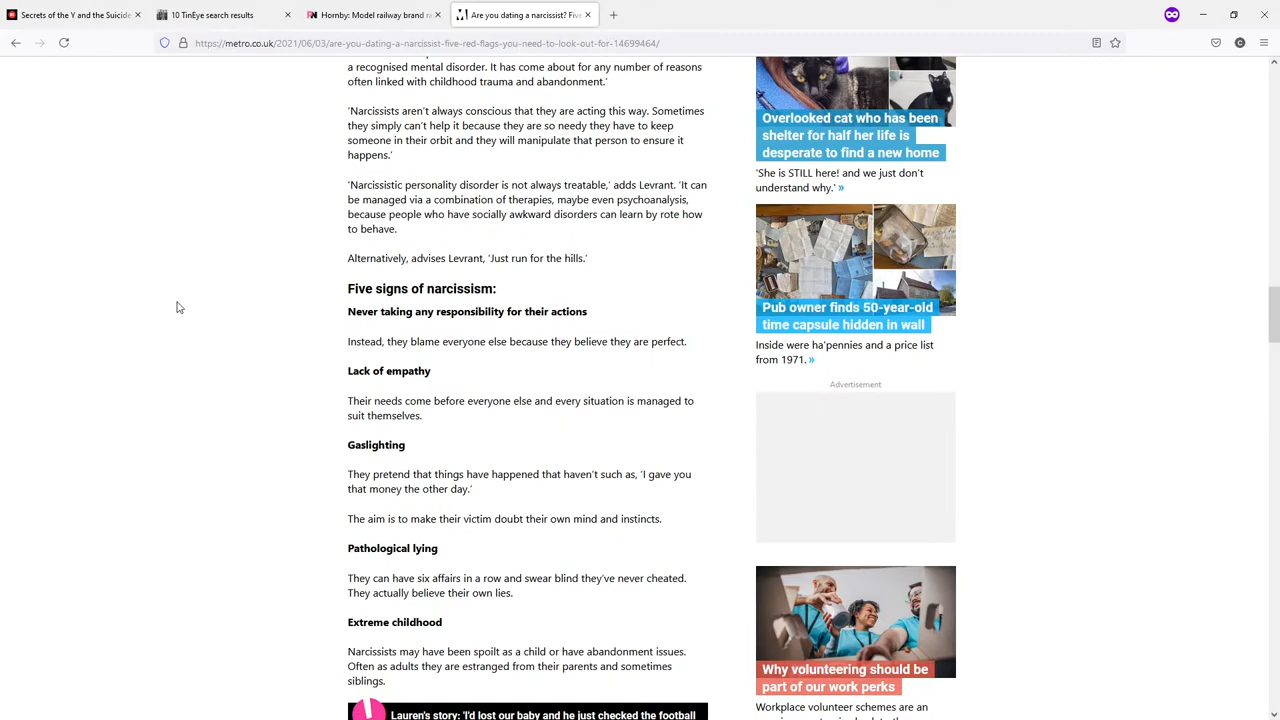 Secrets of the Y and the Suicide
10 TinEye search results
Hornby: Model railway brand ra
Are you dating a narcissist? Five
https://metro.co.uk/2021/06/03/are-you-dating-a-narcissist-five-red-flags-you-need-to-look-out-for-14699464/
a recognised mental disorder. It has come about for any number of reasons
often linked with childhood trauma and abandonment.’
‘Narcissists aren’t always conscious that they are acting this way. Sometimes
they simply can’t help it because they are so needy they have to keep
someone in their orbit and they will manipulate that person to ensure it
happens.’
‘Narcissistic personality disorder is not always treatable,’ adds Levrant. ‘It can
be managed via a combination of therapies, maybe even psychoanalysis,
because people who have socially awkward disorders can learn by rote how
to behave.
Alternatively, advises Levrant, ‘Just run for the hills.’
Five signs of narcissism:
Never taking any responsibility for their actions
Instead, they blame everyone else because they believe they are perfect.
Lack of empathy
Their needs come before everyone else and every situation is managed to
suit themselves.
Gaslighting
They pretend that things have happened that haven’t such as, ‘I gave you
that money the other day.’
The aim is to make their victim doubt their own mind and instincts.
Pathological lying
They can have six affairs in a row and swear blind they’ve never cheated.
They actually believe their own lies.
Extreme childhood
Narcissists may have been spoilt as a child or have abandonment issues.
Often as adults they are estranged from their parents and sometimes
siblings.
Lauren's story: 'I'd lost our baby and he just checked the football
Overlooked cat who has been
shelter for half her life is
desperate to find a new home
'She is STILL here! and we just don’t
understand why.' »
Pub owner finds 50-year-old
time capsule hidden in wall
Inside were ha'pennies and a price list
from 1971. »
Advertisement
Why volunteering should be
part of our work perks
Workplace volunteer schemes are an